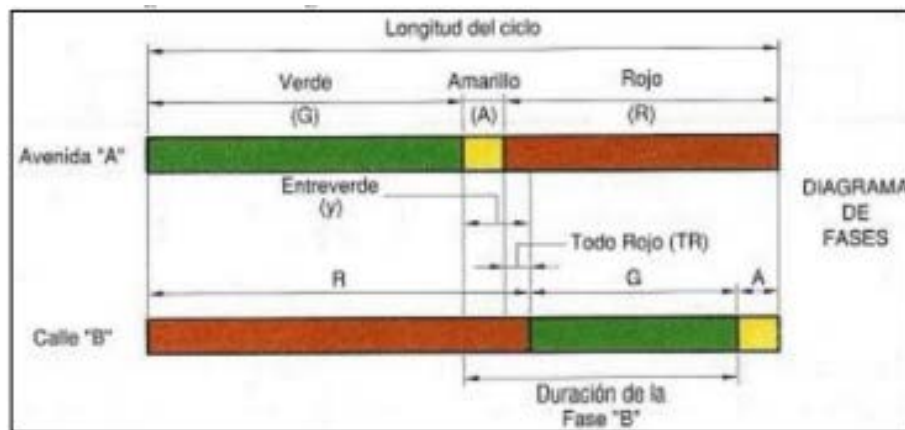 Longitud del ciclo
Verde
(G)
Amarillo
(A)
Rojo
(R)
Avenida "A"
Entreverde
(y)
Todo Rojo (TR)
DIAGRAMA
DE
FASES
R
G
A
Calle "B"
Duración de la
Fase "B"